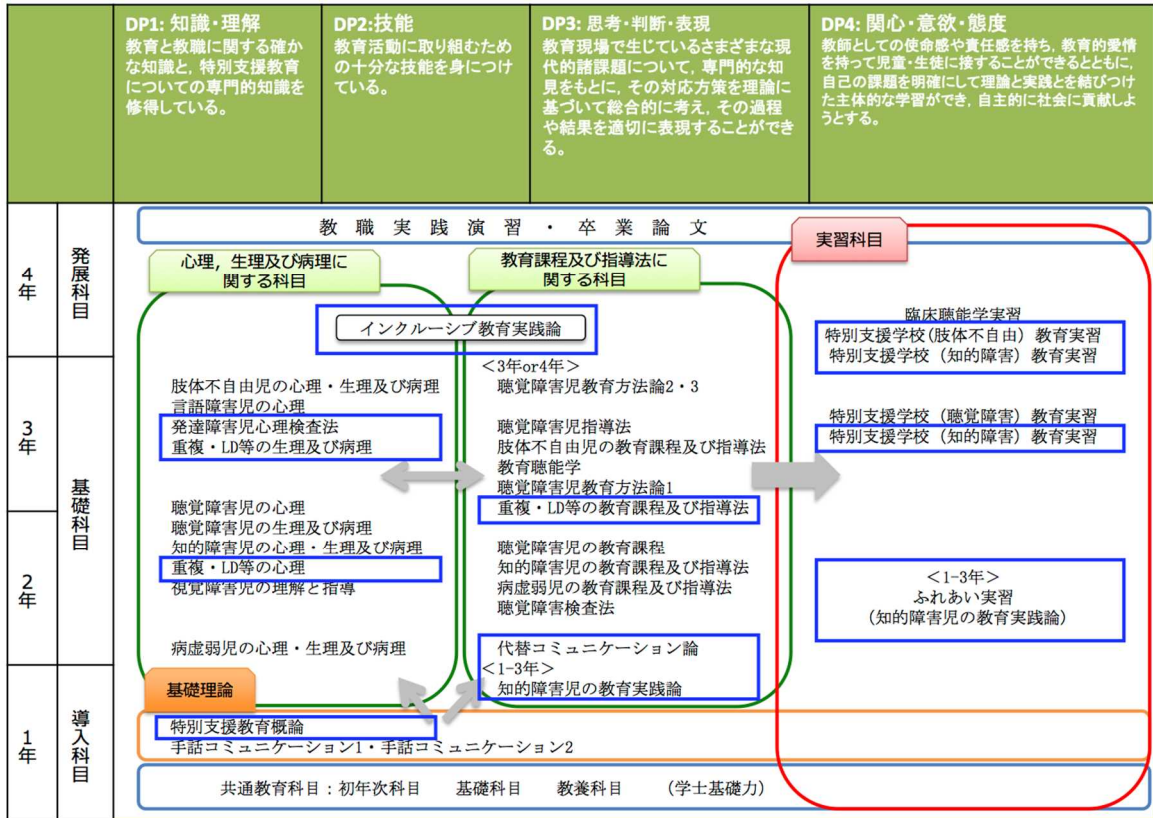 DP1: 知識・理解
教育と教職に関する確か
な知識と, 特別支援教育
についての専門的知識を
修得している。
DP2:技能
教育活動に取り組むため
の十分な技能を身につけ
ている。
DP3: 思考・判断・表現
教育現場で生じているさまざまな現
代的諸課題について, 専門的な知
見をもとに, その対応方策を理論に
基づいて総合的に考え, その過程
や結果を適切に表現することができ
る。
DP4: 関心・意欲・態度
教師としての使命感や責任感を持ち, 教育的愛情
を持って児童・生徒に接することができるとともに,
自己の課題を明確にして理論と実践とを結びつけ
た主体的な学習ができ, 自主的に社会に貢献しよ
うとする。
4年
3年
2年
1年
発展科目
基礎科目
導入科目
教職実践演習・卒業論文
心理, 生理及び病理に
関する科目
教育課程及び指導法に
関する科目
実習科目
インクルーシブ教育実践論
肢体不自由児の心理・生理及び病理
言語障害児の心理
発達障害児心理検査法
重複・LD等の生理及び病理
聴覚障害児の心理
聴覚障害児の生理及び病理
知的障害児の心理・生理及び病理
重複・LD等の心理
視覚障害児の理解と指導
病虚弱児の心理・生理及び病理
<3年or4年>
聴覚障害児教育方法論2・3
聴覚障害児指導法
肢体不自由児の教育課程及び指導法
教育聴能学
聴覚障害児教育方法論1
重複・LD等の教育課程及び指導法
聴覚障害児の教育課程
知的障害児の教育課程及び指導法
病虚弱児の教育課程及び指導法
聴覚障害検査法
代替コミュニケーション論
<1-3年>
知的障害児の教育実践論
臨床聴能学実習
特別支援学校(肢体不自由) 教育実習
特別支援学校 (知的障害) 教育実習
特別支援学校 (聴覚障害) 教育実習
特別支援学校 (知的障害) 教育実習
<1-3年>
ふれあい実習
(知的障害児の教育実践論)
基礎理論
特別支援教育概論
手話コミュニケーション1・手話コミュニケーション2
共通教育科目：初年次科目 基礎科目 教養科目 (学士基礎力)